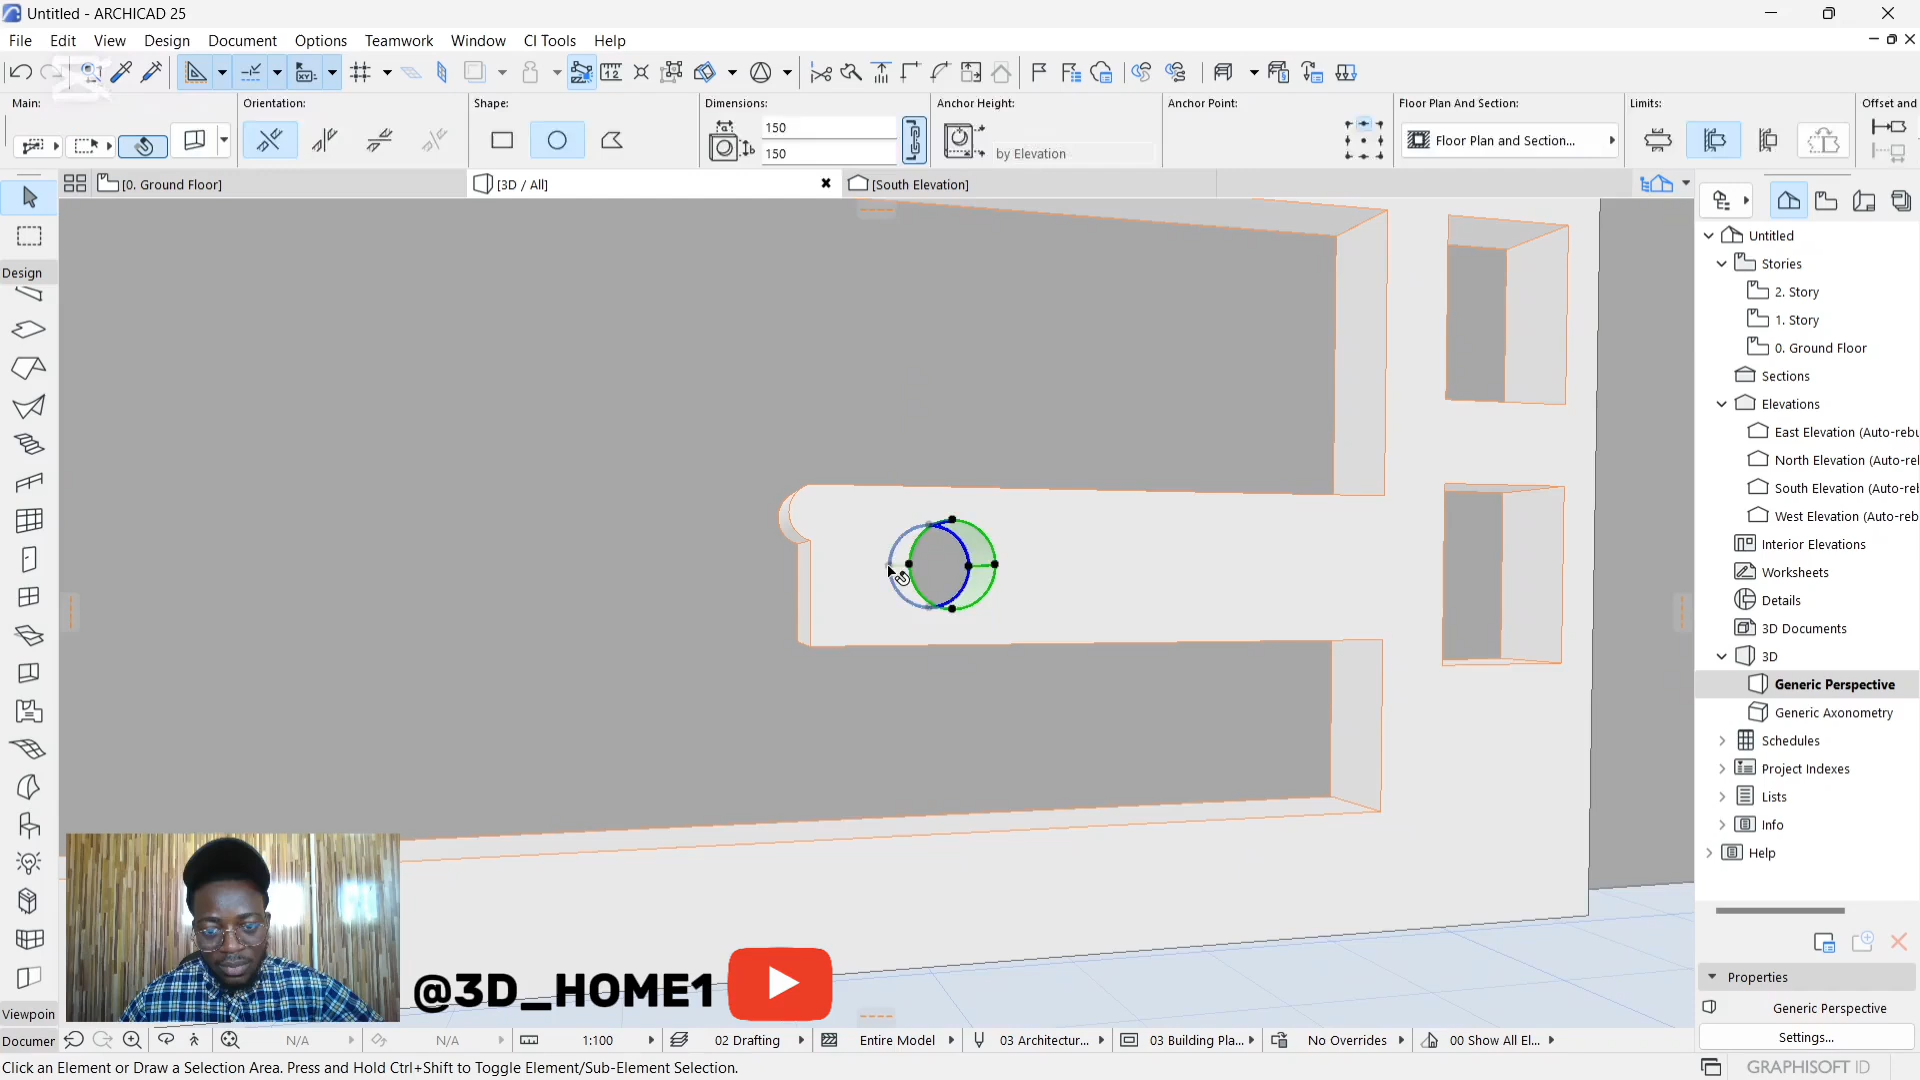 Untitled - ARCHICAD 25
File Edit View Design Document Options Teamwork Window CI Tools Help
Main: Orientation: Shape: Dimensions: Anchor Height: Anchor Point: Floor Plan And Section: Limits: Offset and
150
150
by Elevation
Floor Plan and Section...
[0. Ground Floor] [3D / All] [South Elevation]
Design
Untitled
Stories
2. Story
1. Story
0. Ground Floor
Sections
Elevations
East Elevation (Auto-rebu
North Elevation (Auto-rel
South Elevation (Auto-rel
West Elevation (Auto-reb
Interior Elevations
Worksheets
Details
3D Documents
3D
Generic Perspective
Generic Axonometry
Schedules
Project Indexes
Lists
Info
Help
Properties
Generic Perspective
Settings...
@3D_HOME1
Viewpoin
Documer
N/A N/A 1:100 02 Drafting Entire Model 03 Architectur... 03 Building Pla... No Overrides 00 Show All El...
Click an Element or Draw a Selection Area. Press and Hold Ctrl+Shift to Toggle Element/Sub-Element Selection.
GRAPHISOFT ID